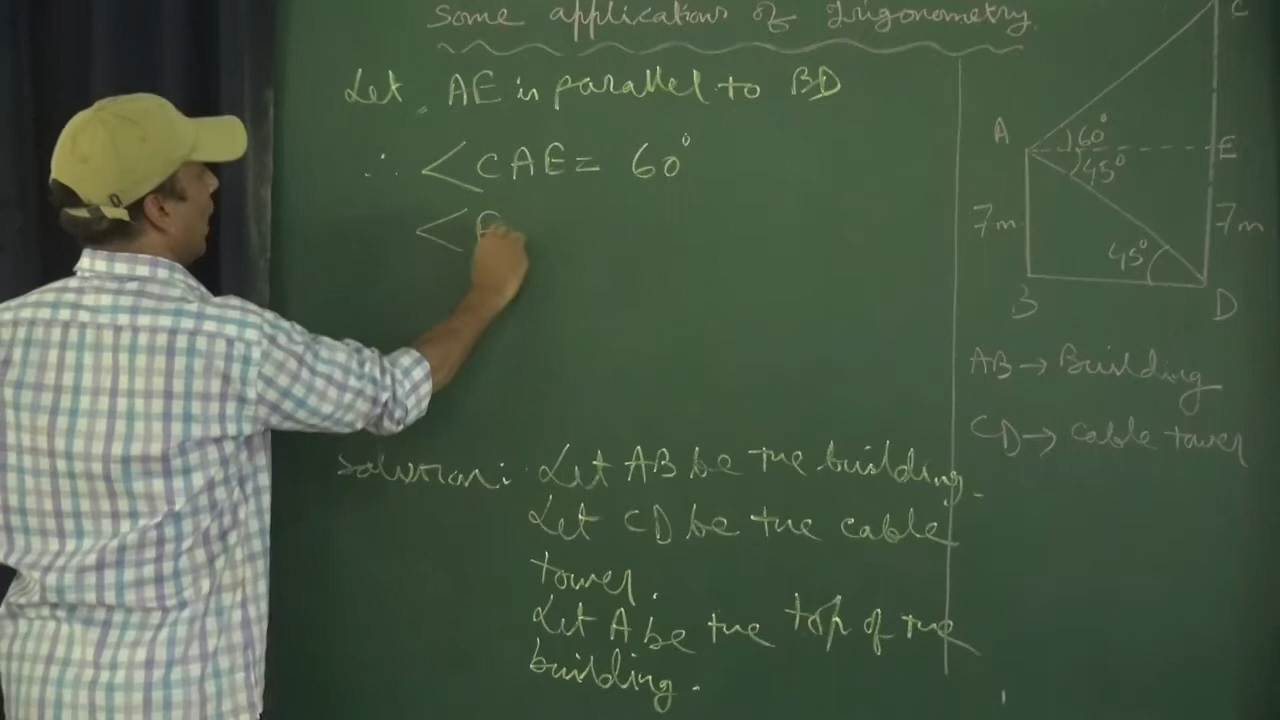 Some applications of Trigonometry
Let, AE is parallel to BD
∴ <CAE = 60°
<
Solution: Let AB be the building.
Let CD be the cable
tower.
Let A be the top of the
building.
C
A
60°
E
45°
7m
7m
45°
B
D
AB → Building
CD → Cable tower